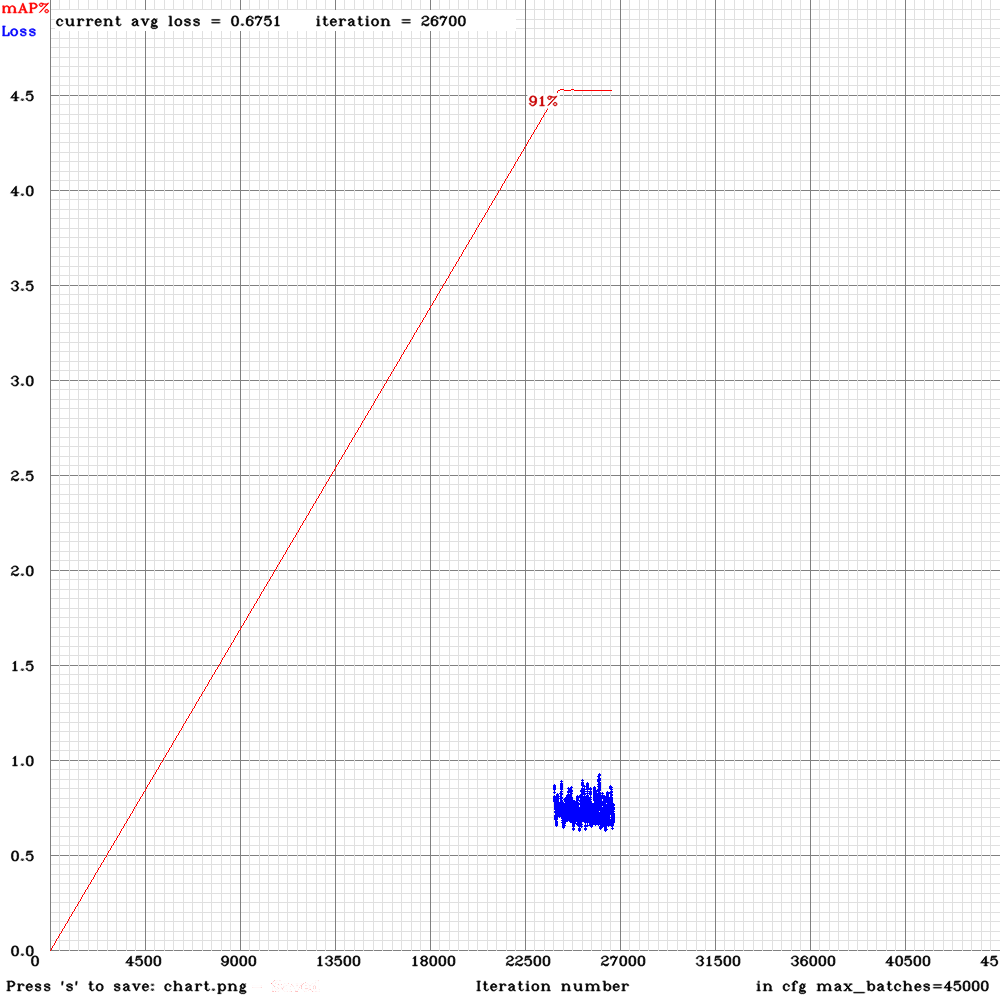 mAP%
current avg loss = 0.6751 iteration = 26700
Loss
4.5
91%
4.0
3.5
3.0
2.5
2.0
1.5
1.0
0.5
0.0
0 4500 9000 13500 18000 22500 27000 31500 36000 40500 45
Press 's' to save: chart.png Iteration number in cfg max_batches=45000